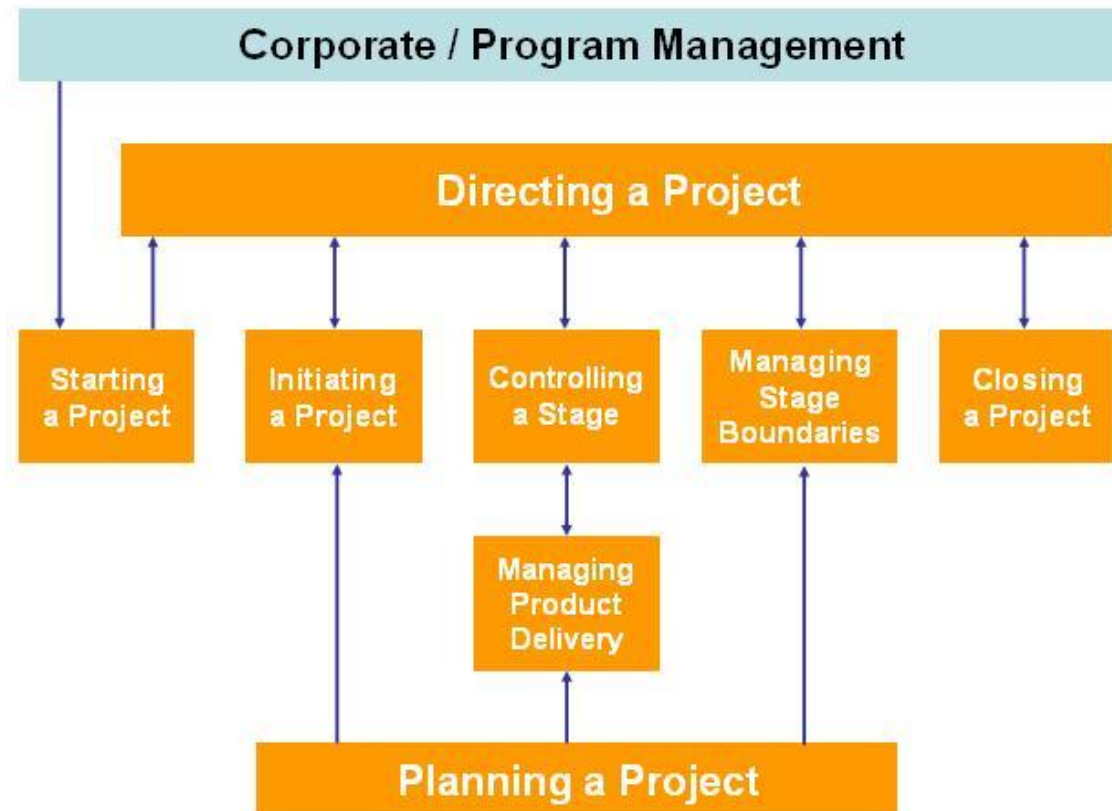 Corporate / Program Management
Directing a Project
Starting
a Project
Initiating
a Project
Controlling
a Stage
Managing
Stage
Boundaries
Closing
a Project
Managing
Product
Delivery
Planning a Project